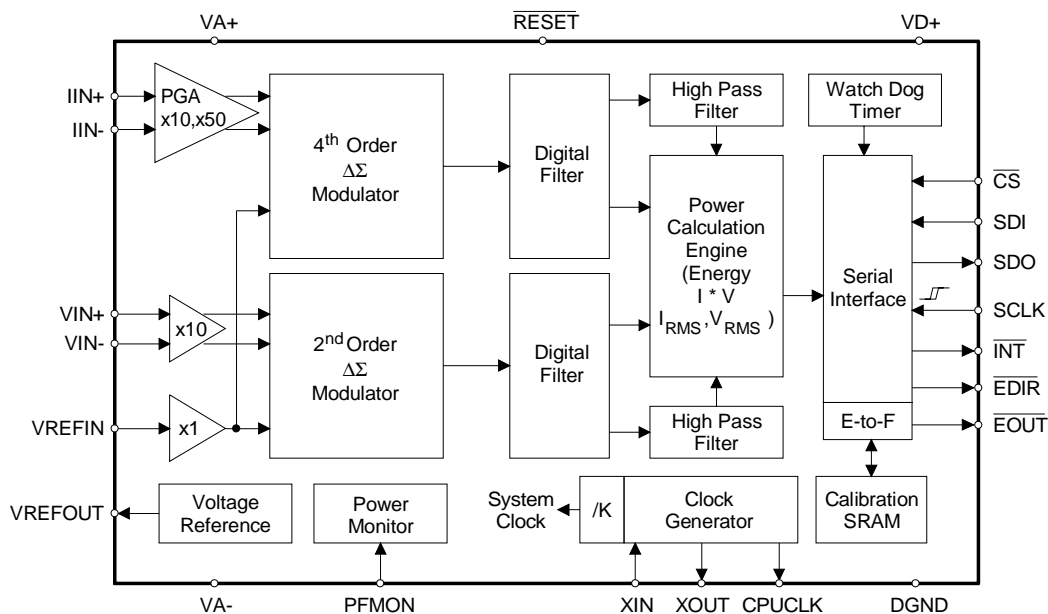 VA+
RESET
VD+
IIN+
IIN-
PGA
x10,x50
4th Order
ΔΣ
Modulator
Digital
Filter
High Pass
Filter
Watch Dog
Timer
Power
Calculation
Engine
(Energy
I * V
IRMS,VRMS )
Serial
Interface
CS
SDI
SDO
SCLK
INT
EDIR
EOUT
VIN+
VIN-
x10
2nd Order
ΔΣ
Modulator
Digital
Filter
VREFIN
x1
High Pass
Filter
E-to-F
VREFOUT
Voltage
Reference
Power
Monitor
System
Clock
/K
Clock
Generator
Calibration
SRAM
VA-
PFMON
XIN
XOUT
CPUCLK
DGND